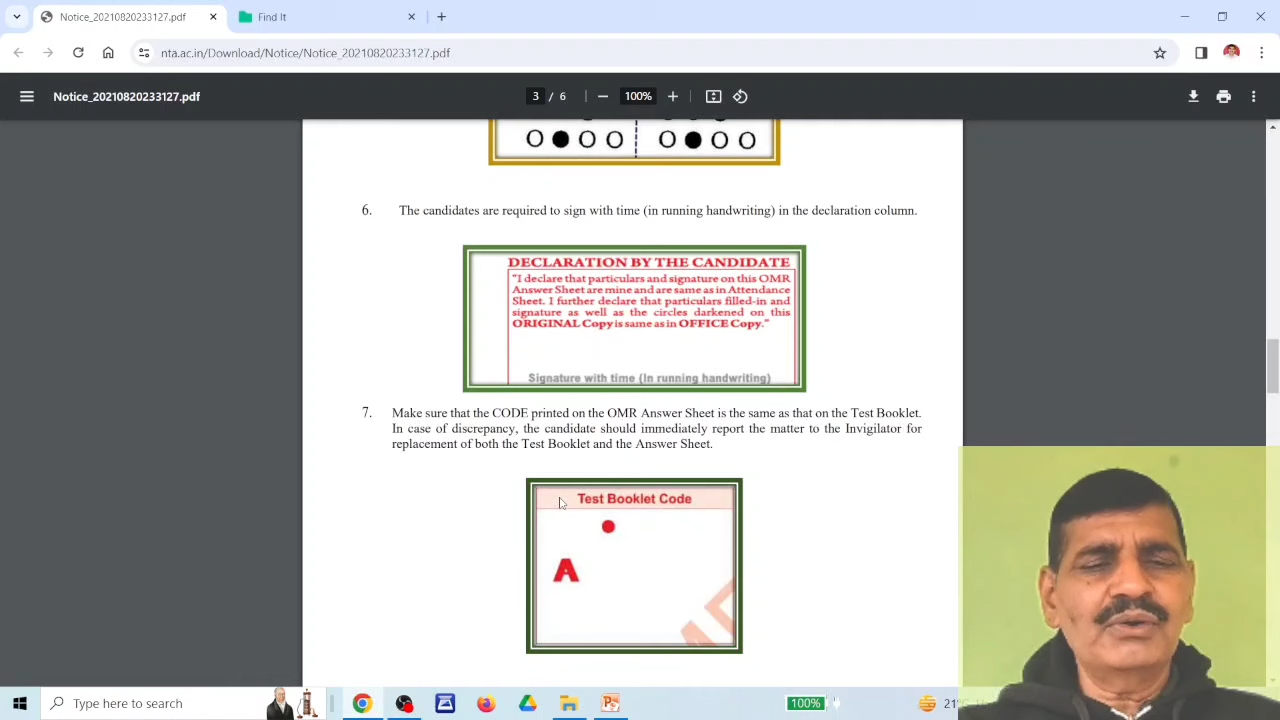 Notice_20210820233127.pdf
Find It
nta.ac.in/Download/Notice/Notice_20210820233127.pdf
Notice_20210820233127.pdf
3 / 6
100%
6. The candidates are required to sign with time (in running handwriting) in the declaration column.
DECLARATION BY THE CANDIDATE
"I declare that particulars and signature on this OMR
Answer Sheet are mine and are same as in Attendance
Sheet. I further declare that particulars filled-in and
signature as well as the circles darkened on this
ORIGINAL Copy is same as in OFFICE Copy."
Signature with time (In running handwriting)
7. Make sure that the CODE printed on the OMR Answer Sheet is the same as that on the Test Booklet.
In case of discrepancy, the candidate should immediately report the matter to the Invigilator for
replacement of both the Test Booklet and the Answer Sheet.
Test Booklet Code
A
Type here to search
100%